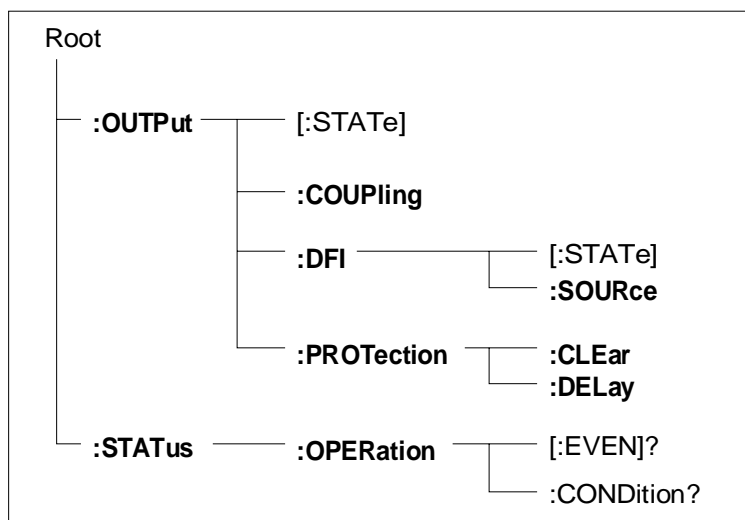 Root
:OUTPut [:STATe]
:COUPling
:DFI [:STATe]
:SOURce
:PROTection :CLEar
:DELay
:STATus :OPERation [:EVEN]?
:CONDition?